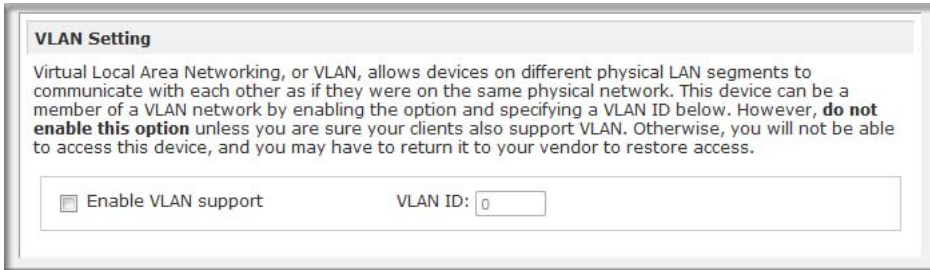 VLAN Setting
Virtual Local Area Networking, or VLAN, allows devices on different physical LAN segments to
communicate with each other as if they were on the same physical network. This device can be a
member of a VLAN network by enabling the option and specifying a VLAN ID below. However, do not
enable this option unless you are sure your clients also support VLAN. Otherwise, you will not be able
to access this device, and you may have to return it to your vendor to restore access.
Enable VLAN support VLAN ID: 0